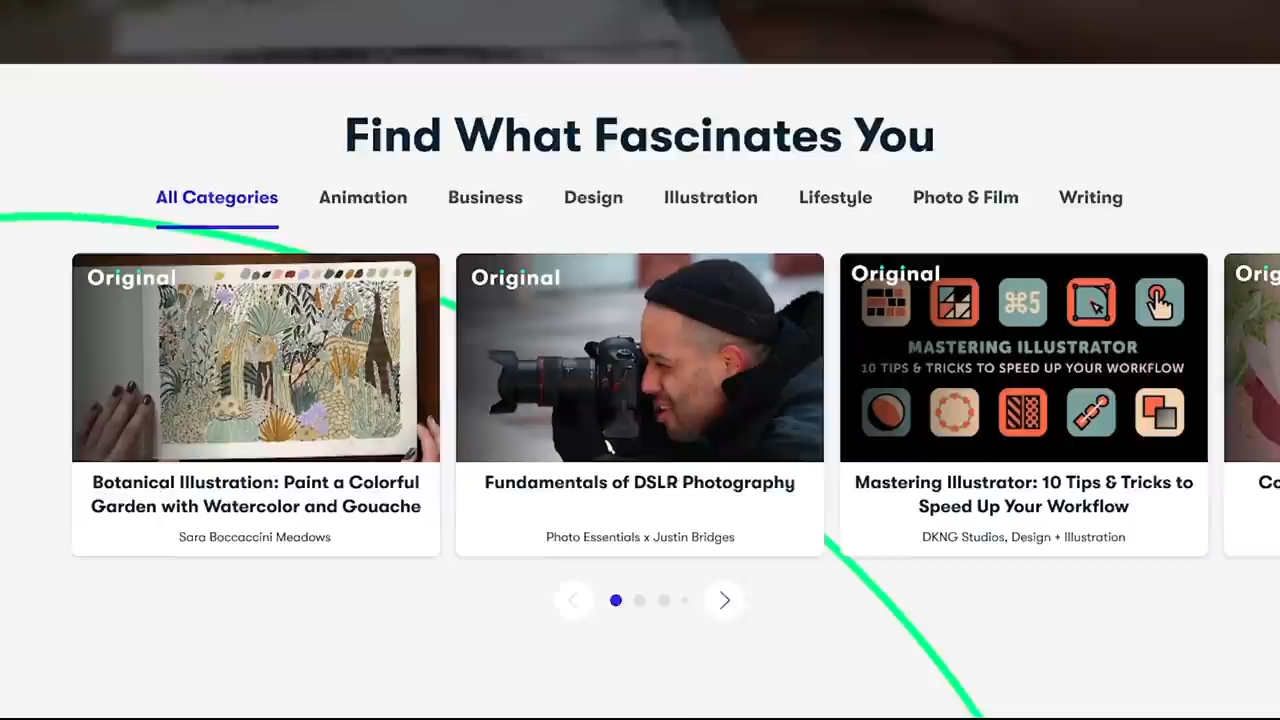 Find What Fascinates You
All Categories Animation Business Design Illustration Lifestyle Photo & Film Writing
Original
Botanical Illustration: Paint a Colorful
Garden with Watercolor and Gouache
Sara Boccaccini Meadows
Original
Fundamentals of DSLR Photography
Photo Essentials x Justin Bridges
Original
⌘5
MASTERING ILLUSTRATOR
10 TIPS & TRICKS TO SPEED UP YOUR WORKFLOW
Mastering Illustrator: 10 Tips & Tricks to
Speed Up Your Workflow
DKNG Studios, Design + Illustration
Orig
Co